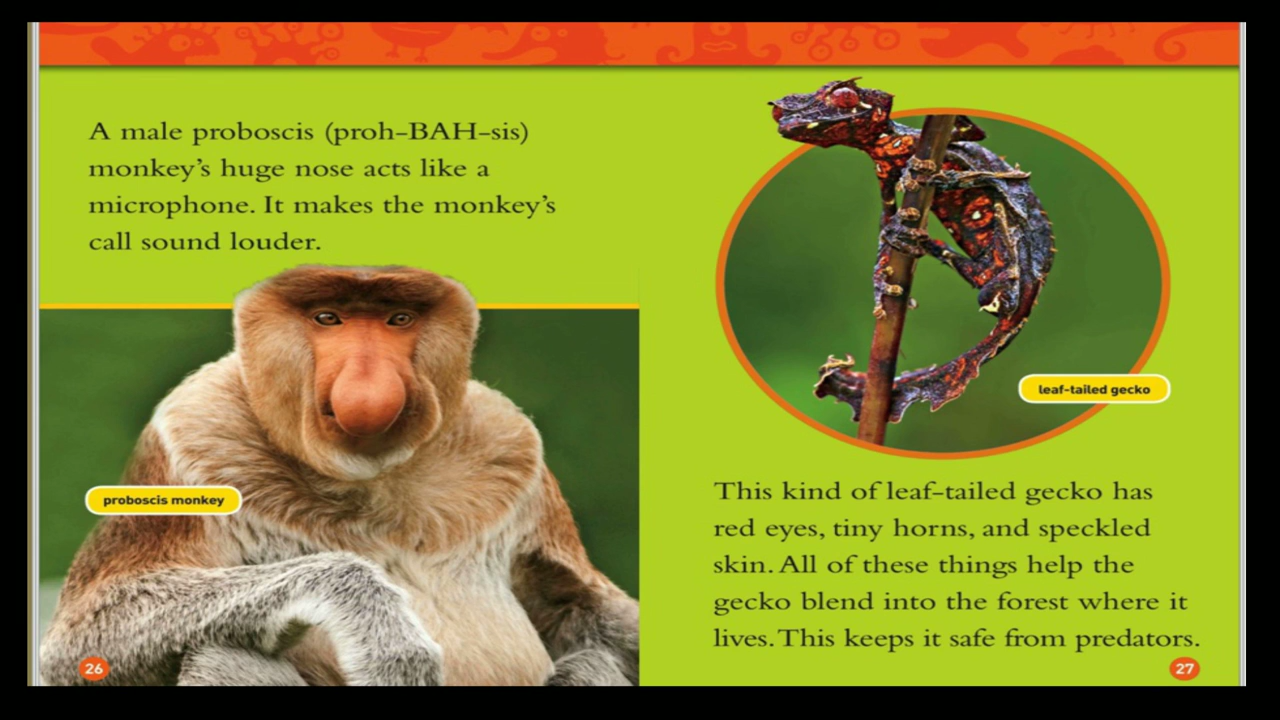 A male proboscis (proh-BAH-sis)
monkey's huge nose acts like a
microphone. It makes the monkey's
call sound louder.
proboscis monkey
26
leaf-tailed gecko
This kind of leaf-tailed gecko has
red eyes, tiny horns, and speckled
skin. All of these things help the
gecko blend into the forest where it
lives. This keeps it safe from predators.
27